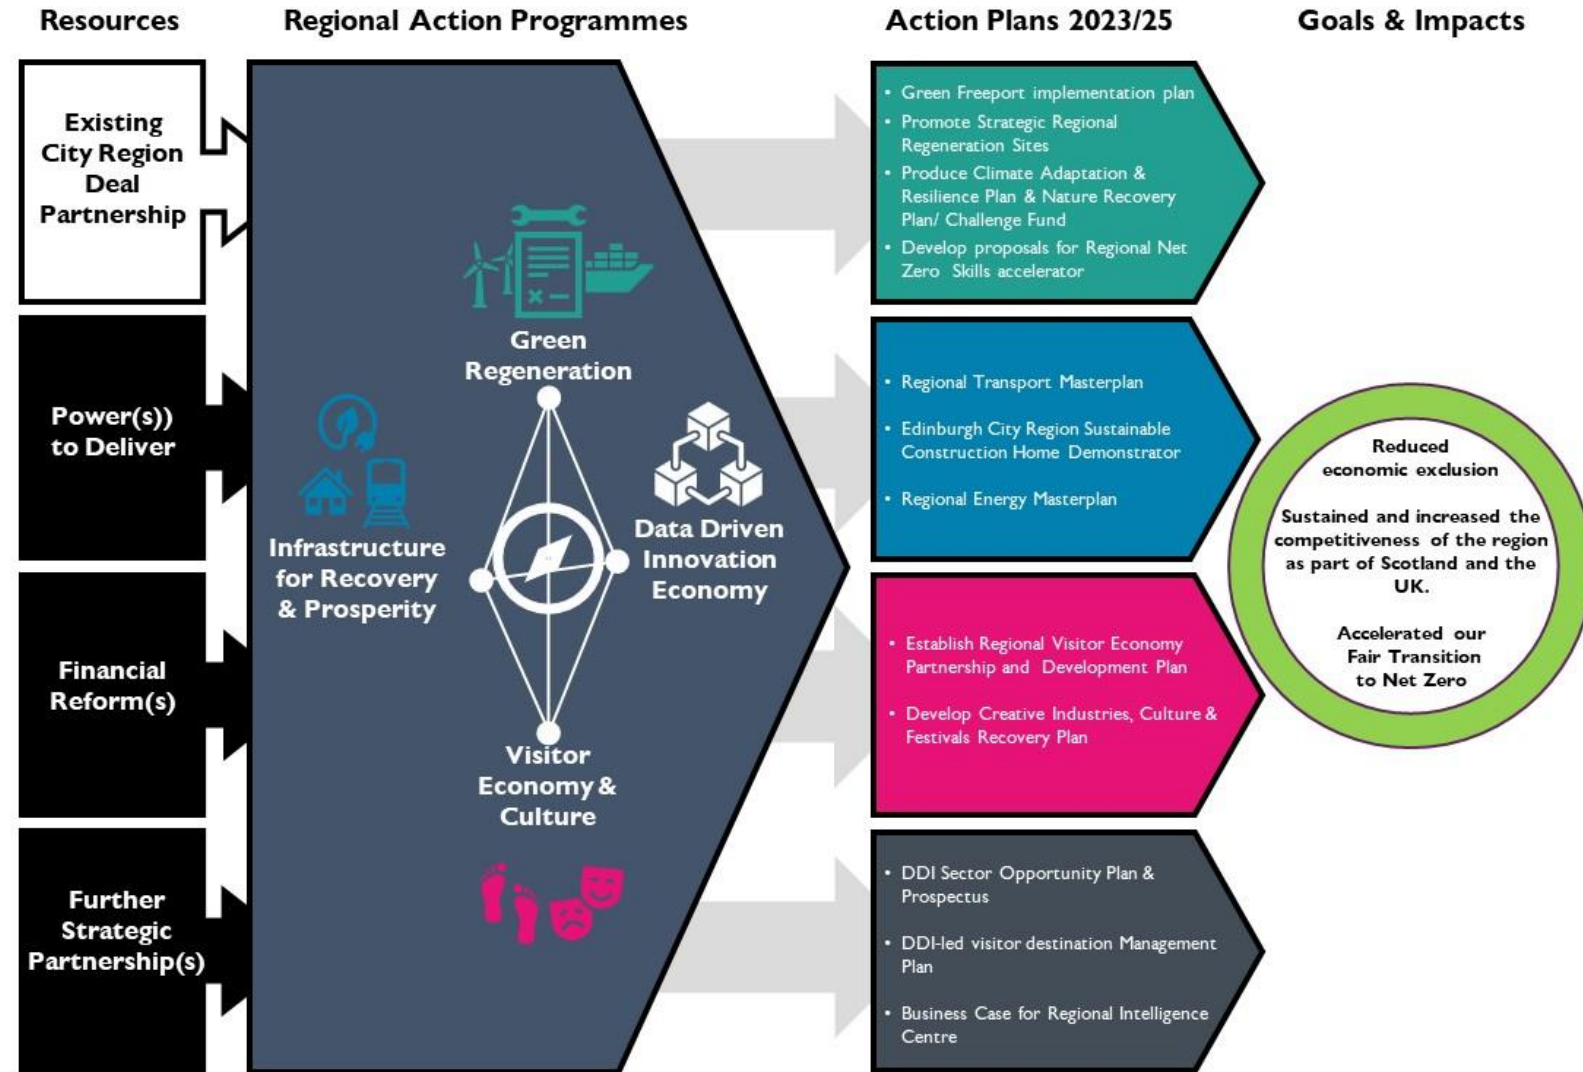 Resources
Regional Action Programmes
Action Plans 2023/25
Goals & Impacts
Existing
City Region
Deal
Partnership
Power(s))
to Deliver
Financial
Reform(s)
Further
Strategic
Partnership(s)
Green
Regeneration
Infrastructure
for Recovery
& Prosperity
Data Driven
Innovation
Economy
Visitor
Economy &
Culture
• Green Freeport implementation plan
• Promote Strategic Regional
Regeneration Sites
• Produce Climate Adaptation &
Resilience Plan & Nature Recovery
Plan/ Challenge Fund
• Develop proposals for Regional Net
Zero Skills accelerator
• Regional Transport Masterplan
• Edinburgh City Region Sustainable
Construction Home Demonstrator
• Regional Energy Masterplan
• Establish Regional Visitor Economy
Partnership and Development Plan
• Develop Creative Industries, Culture &
Festivals Recovery Plan
• DDI Sector Opportunity Plan &
Prospectus
• DDI-led visitor destination Management
Plan
• Business Case for Regional Intelligence
Centre
Reduced
economic exclusion
Sustained and increased the
competitiveness of the region
as part of Scotland and the
UK.
Accelerated our
Fair Transition
to Net Zero